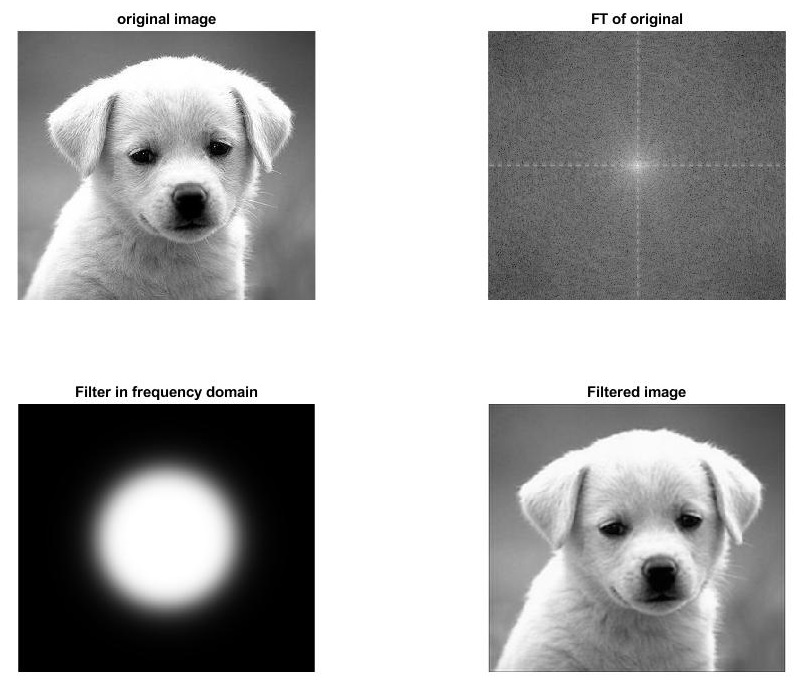 original image
FT of original
Filter in frequency domain
Filtered image